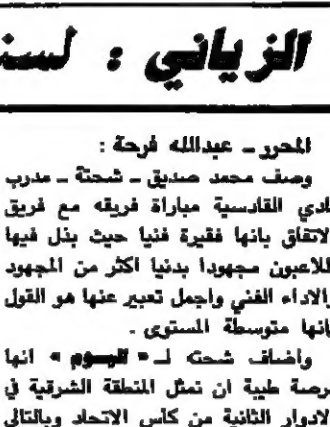 الزياني : لسنا
المحرر ـ عبدالله فرحة :
وصف محمد صديق ـ شحتة ـ مدرب
نادي القادسية مباراة فريقه مع فريق
الاتفاق بانها فقيرة فنيا حيث بذل فيها
اللاعبون مجهودا بدنيا اكثر من المجهود
والاداء الفني واجمل تعبير عنها هو القول
بانها متوسطة المستوى .
واضاف شحته لـ « اليوم » انها
فرصة طيبة ان تمثل المنطقة الشرقية في
الادوار الثانية من كأس الاتحاد وبالتالي